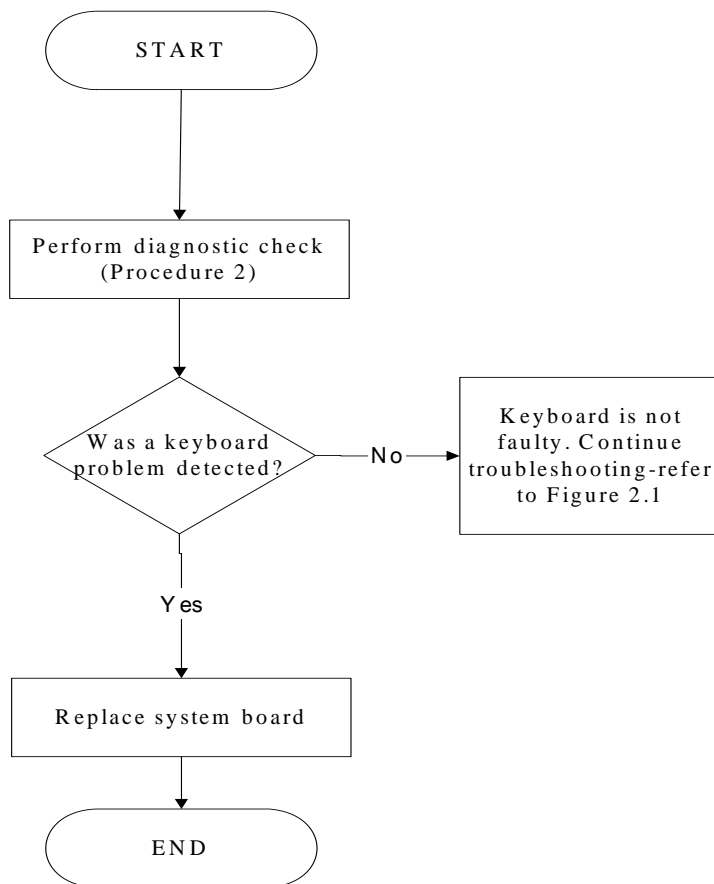 START
Perform diagnostic check
(Procedure 2)
Was a keyboard
problem detected?
No
Keyboard is not
faulty. Continue
troubleshooting-refer
to Figure 2.1
Yes
Replace system board
END